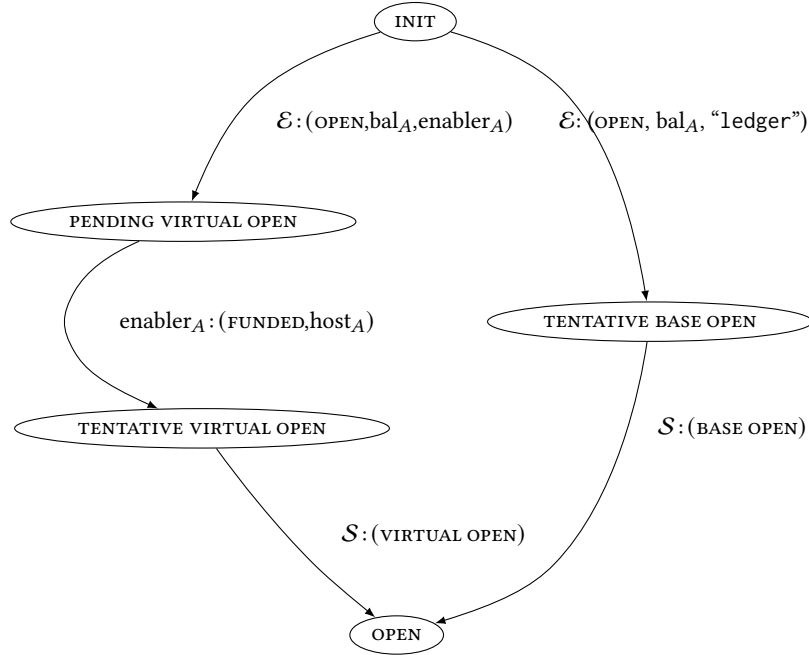 INIT
ℰ: (OPEN,bal_A,enabler_A)
ℰ: (OPEN, bal_A, “ledger”)
PENDING VIRTUAL OPEN
enabler_A: (FUNDED,host_A)
TENTATIVE BASE OPEN
TENTATIVE VIRTUAL OPEN
𝒮: (BASE OPEN)
𝒮: (VIRTUAL OPEN)
OPEN